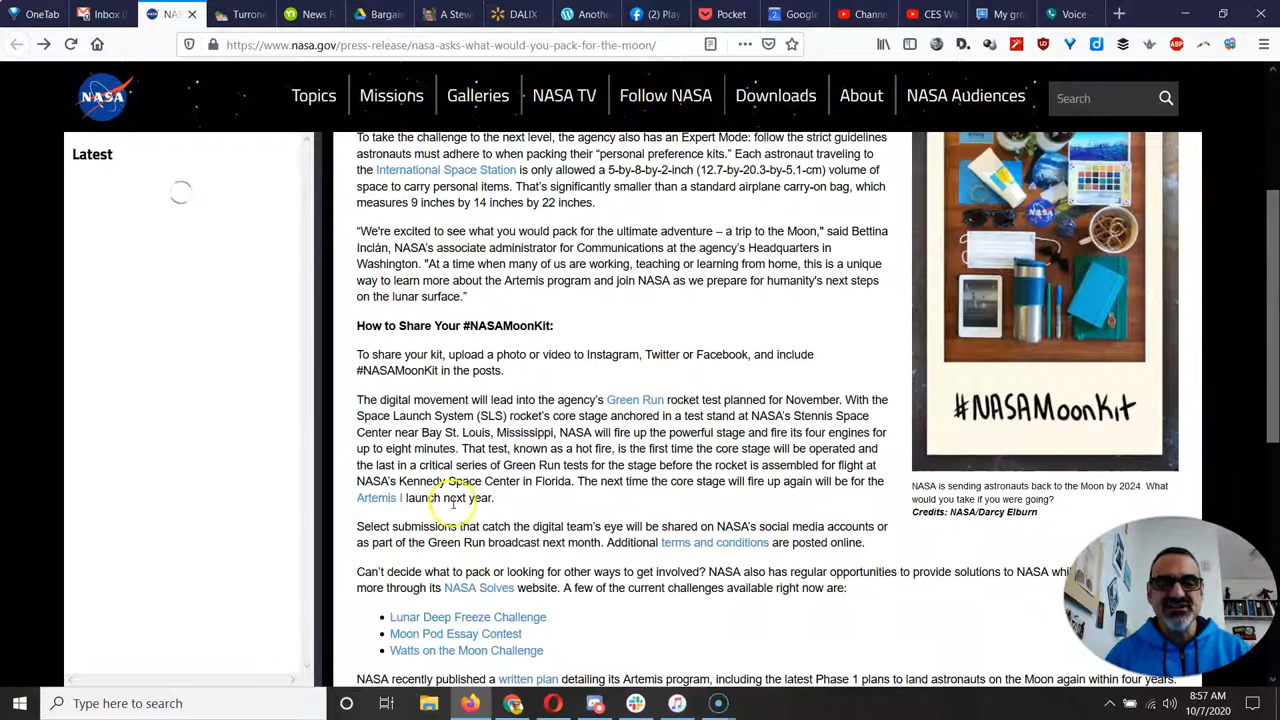 OneTab
Inbox (
NAS
Turrone
News F
Bargain
A Stew
DALIX
Anoth
(2) Play
Pocket
Google
Chann
CES Wa
My gro
Voice –
https://www.nasa.gov/press-release/nasa-asks-what-would-you-pack-for-the-moon/
NASA
Topics
Missions
Galleries
NASA TV
Follow NASA
Downloads
About
NASA Audiences
Search
Latest
To take the challenge to the next level, the agency also has an Expert Mode: follow the strict guidelines
astronauts must adhere to when packing their “personal preference kits.” Each astronaut traveling to
the International Space Station is only allowed a 5-by-8-by-2-inch (12.7-by-20.3-by-5.1-cm) volume of
space to carry personal items. That’s significantly smaller than a standard airplane carry-on bag, which
measures 9 inches by 14 inches by 22 inches.
“We're excited to see what you would pack for the ultimate adventure – a trip to the Moon," said Bettina
Inclán, NASA’s associate administrator for Communications at the agency’s Headquarters in
Washington. "At a time when many of us are working, teaching or learning from home, this is a unique
way to learn more about the Artemis program and join NASA as we prepare for humanity's next steps
on the lunar surface.”
How to Share Your #NASAMoonKit:
To share your kit, upload a photo or video to Instagram, Twitter or Facebook, and include
#NASAMoonKit in the posts.
The digital movement will lead into the agency’s Green Run rocket test planned for November. With the
Space Launch System (SLS) rocket’s core stage anchored in a test stand at NASA’s Stennis Space
Center near Bay St. Louis, Mississippi, NASA will fire up the powerful stage and fire its four engines for
up to eight minutes. That test, known as a hot fire, is the first time the core stage will be operated and
the last in a critical series of Green Run tests for the stage before the rocket is assembled for flight at
NASA’s Kennedy Space Center in Florida. The next time the core stage will fire up again will be for the
Artemis I launch next year.
Select submissions that catch the digital team’s eye will be shared on NASA’s social media accounts or
as part of the Green Run broadcast next month. Additional terms and conditions are posted online.
Can’t decide what to pack or looking for other ways to get involved? NASA also has regular opportunities to provide solutions to NASA whil
more through its NASA Solves website. A few of the current challenges available right now are:
• Lunar Deep Freeze Challenge
• Moon Pod Essay Contest
• Watts on the Moon Challenge
NASA recently published a written plan detailing its Artemis program, including the latest Phase 1 plans to land astronauts on the Moon again within four years.
#NASAMoonKit
NASA is sending astronauts back to the Moon by 2024. What
would you take if you were going?
Credits: NASA/Darcy Elburn
Type here to search
8:57 AM
10/7/2020